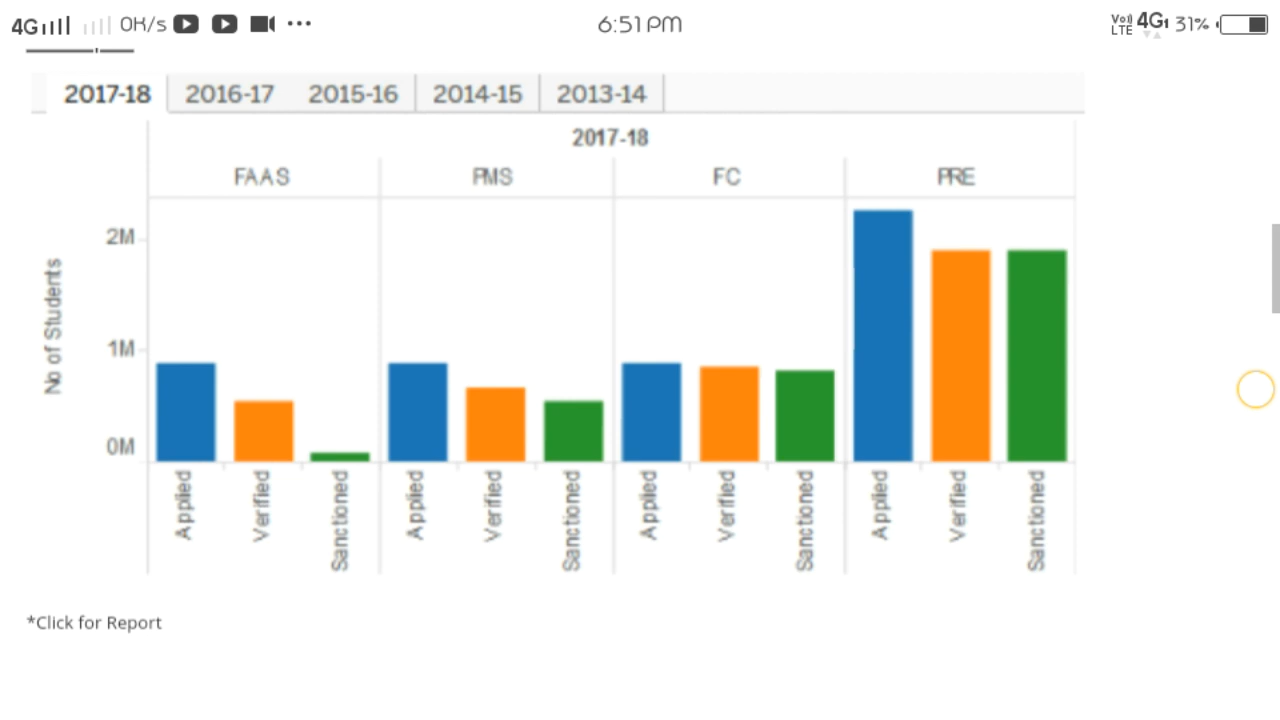 4G 0K/s ... 6:51 PM Vo)) LTE 4G 31%
2017-18 2016-17 2015-16 2014-15 2013-14
2017-18
FAAS PMS FC PRE
No of Students
2M
1M
0M
Applied Verified Sanctioned Applied Verified Sanctioned Applied Verified Sanctioned Applied Verified Sanctioned
*Click for Report